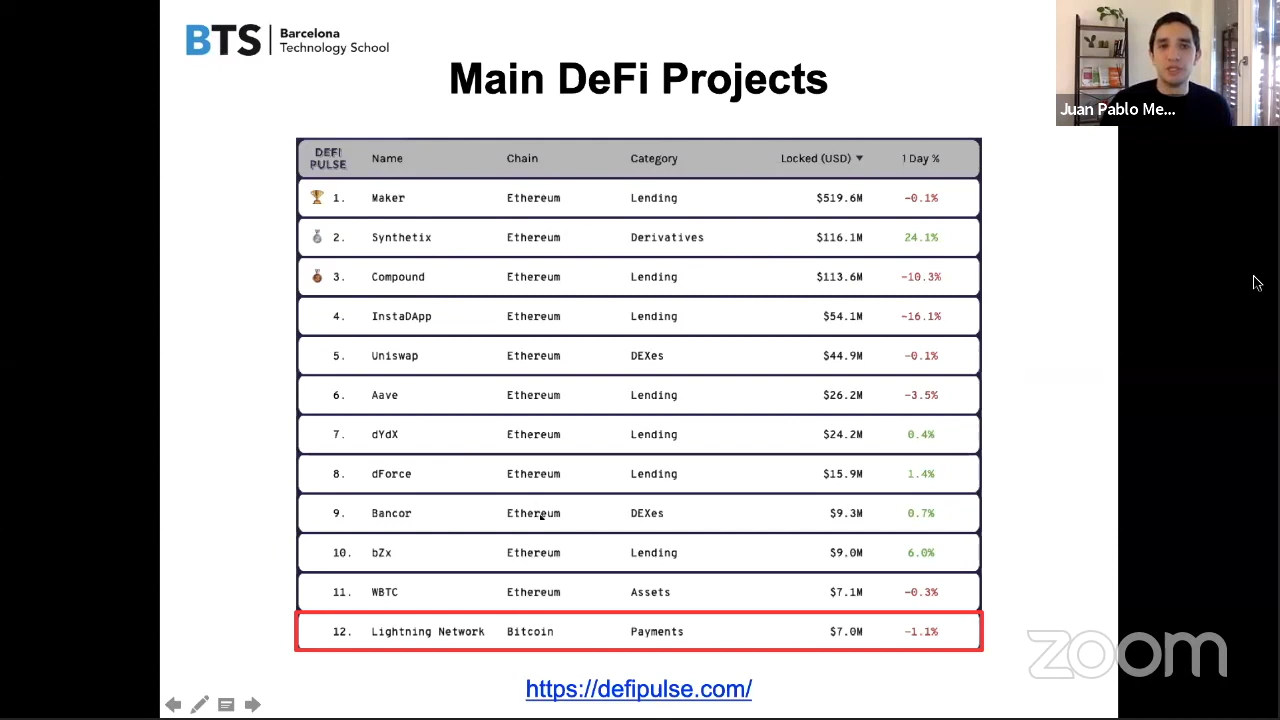 BTS Barcelona
Technology School
Main DeFi Projects
Juan Pablo Me...
DEFI PULSE Name Chain Category Locked (USD) ▼ 1 Day %
1. Maker Ethereum Lending $519.6M -0.1%
2. Synthetix Ethereum Derivatives $116.1M 24.1%
3. Compound Ethereum Lending $113.6M -10.3%
4. InstaDApp Ethereum Lending $54.1M -16.1%
5. Uniswap Ethereum DEXes $44.9M -0.1%
6. Aave Ethereum Lending $26.2M -3.5%
7. dYdX Ethereum Lending $24.2M 0.4%
8. dForce Ethereum Lending $15.9M 1.4%
9. Bancor Ethereum DEXes $9.3M 0.7%
10. bZx Ethereum Lending $9.0M 6.0%
11. WBTC Ethereum Assets $7.1M -0.3%
12. Lightning Network Bitcoin Payments $7.0M -1.1%
zoom
https://defipulse.com/